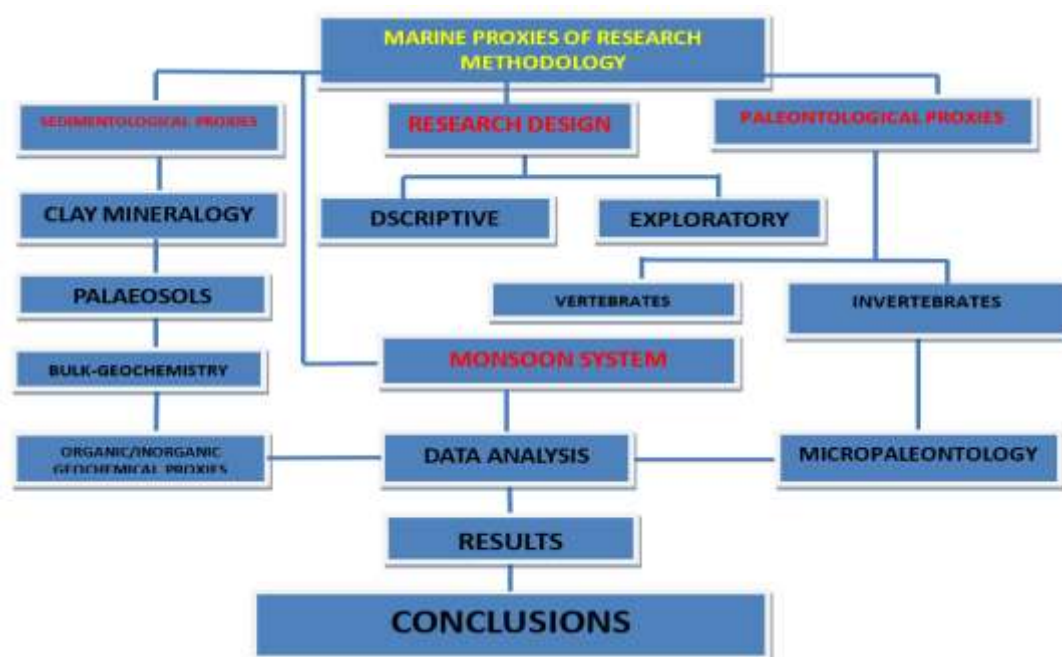 MARINE PROXIES OF RESEARCH
METHODOLOGY
SEDIMENTOLOGICAL PROXIES
RESEARCH DESIGN
PALEONTOLOGICAL PROXIES
CLAY MINERALOGY
DSCRIPTIVE
EXPLORATORY
PALAEOSOLS
VERTEBRATES
INVERTEBRATES
BULK-GEOCHEMISTRY
MONSOON SYSTEM
ORGANIC/INORGANIC
GEOCHEMICAL PROXIES
DATA ANALYSIS
MICROPALEONTOLOGY
RESULTS
CONCLUSIONS